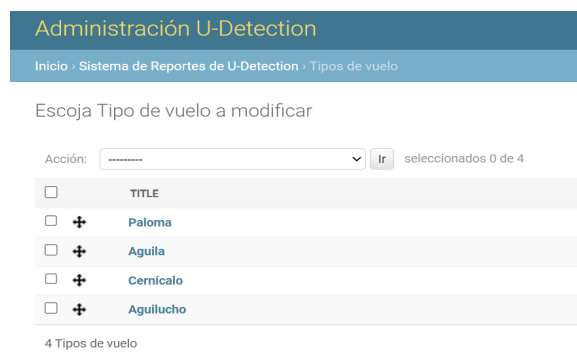 Administración U-Detection
Inicio › Sistema de Reportes de U-Detection › Tipos de vuelo
Escoja Tipo de vuelo a modificar
Acción: --------- Ir seleccionados 0 de 4
TITLE
Paloma
Aguila
Cernícalo
Aguilucho
4 Tipos de vuelo